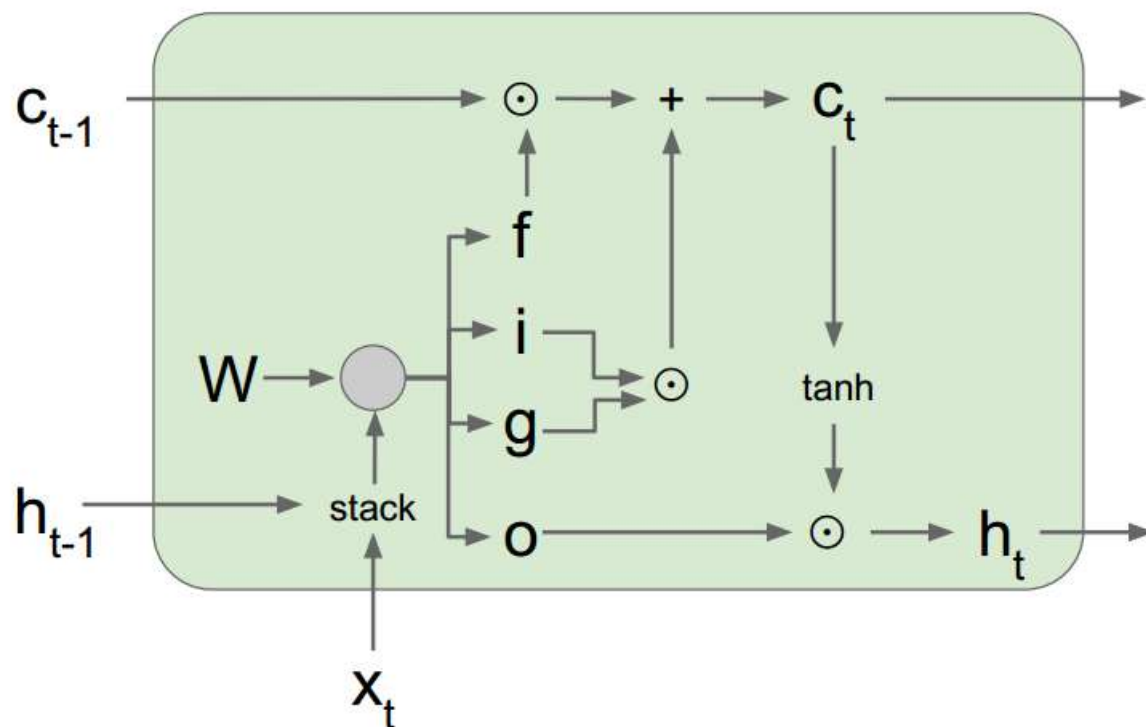 c_{t-1} ⊙ + c_t
f
i
W ⊙ tanh
g
h_{t-1} stack
o ⊙ h_t
x_t